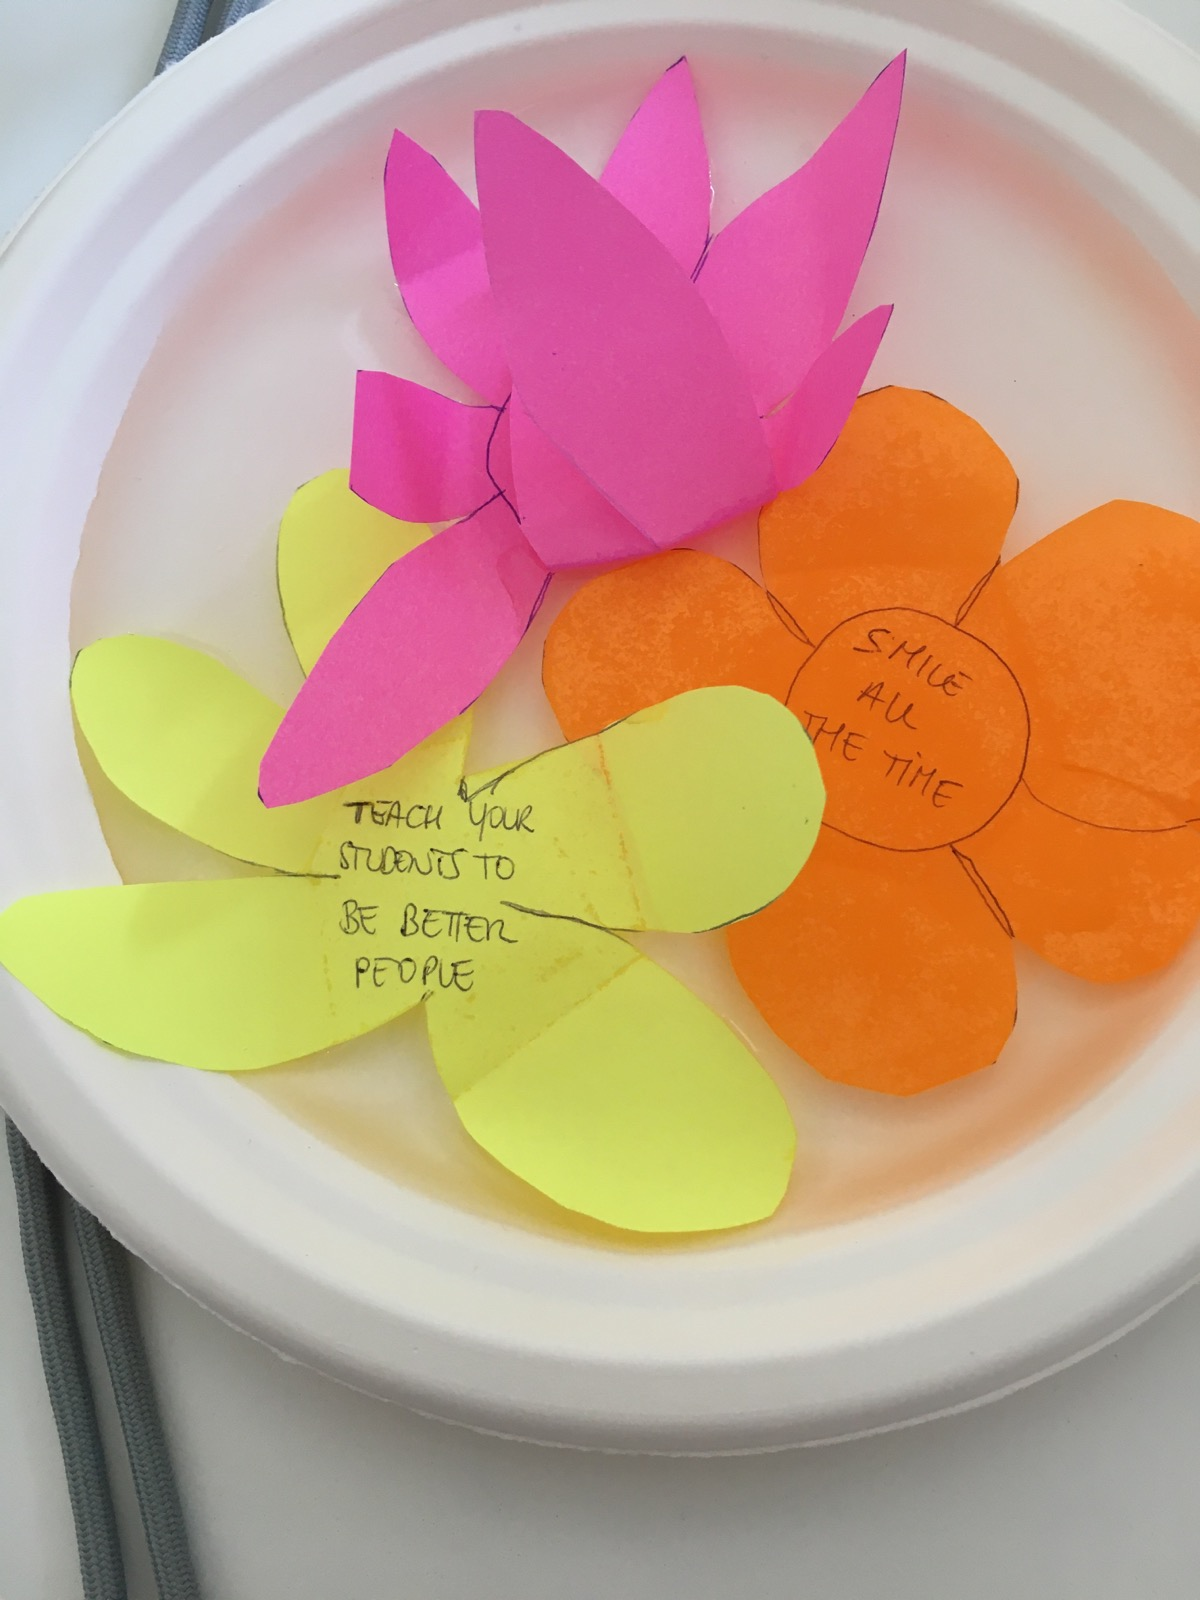 SMILE
ALL
THE TIME
TEACH YOUR
STUDENTS TO
BE BETTER
PEOPLE